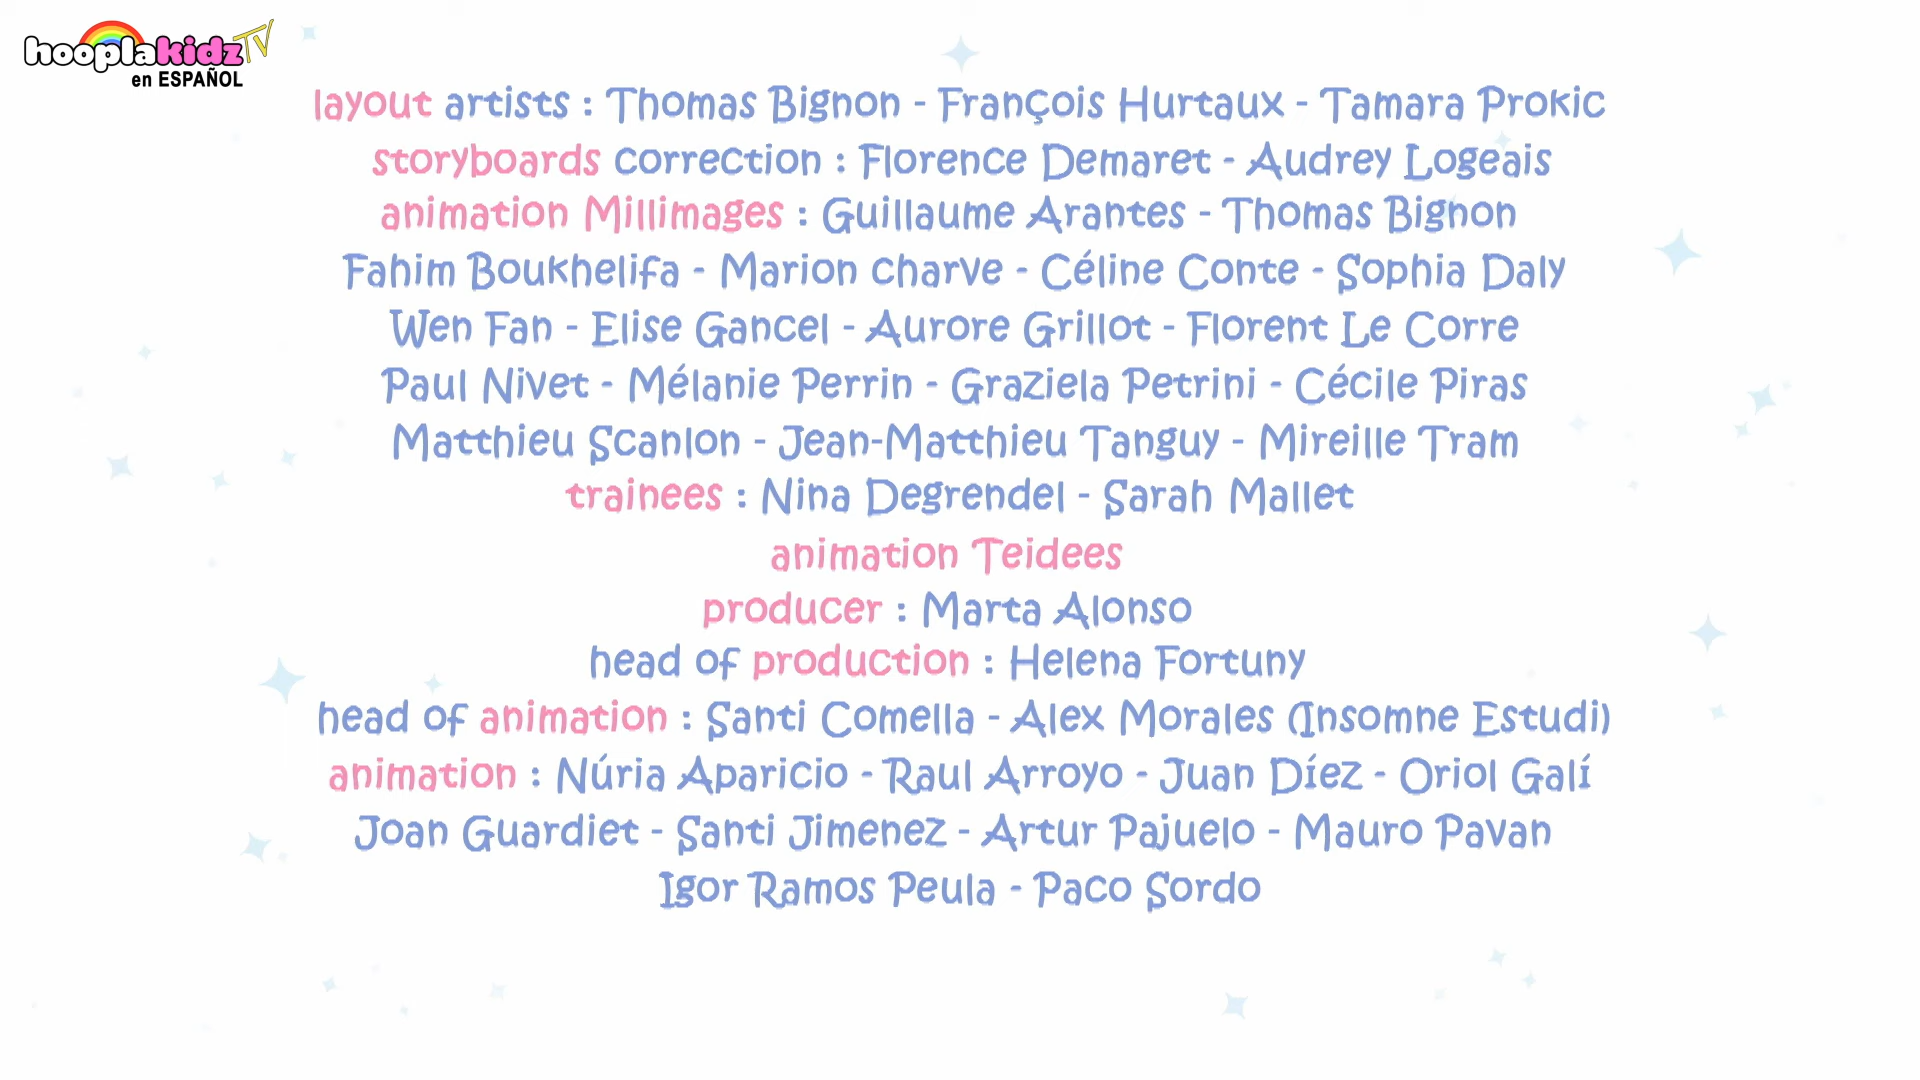 hooplakidz TV
en ESPAÑOL
layout artists : Thomas Bignon - François Hurtaux - Tamara Prokic
storyboards correction : Florence Demaret - Audrey Logeais
animation Millimages : Guillaume Arantes - Thomas Bignon
Fahim Boukhelifa - Marion charve - Céline Conte - Sophia Daly
Wen Fan - Elise Gancel - Aurore Grillot - Florent Le Corre
Paul Nivet - Mélanie Perrin - Graziela Petrini - Cécile Piras
Matthieu Scanlon - Jean-Matthieu Tanguy - Mireille Tram
trainees : Nina Degrendel - Sarah Mallet
animation Teidees
producer : Marta Alonso
head of production : Helena Fortuny
head of animation : Santi Comella - Alex Morales (Insomne Estudi)
animation : Núria Aparicio - Raul Arroyo - Juan Díez - Oriol Galí
Joan Guardiet - Santi Jimenez - Artur Pajuelo - Mauro Pavan
Igor Ramos Peula - Paco Sordo